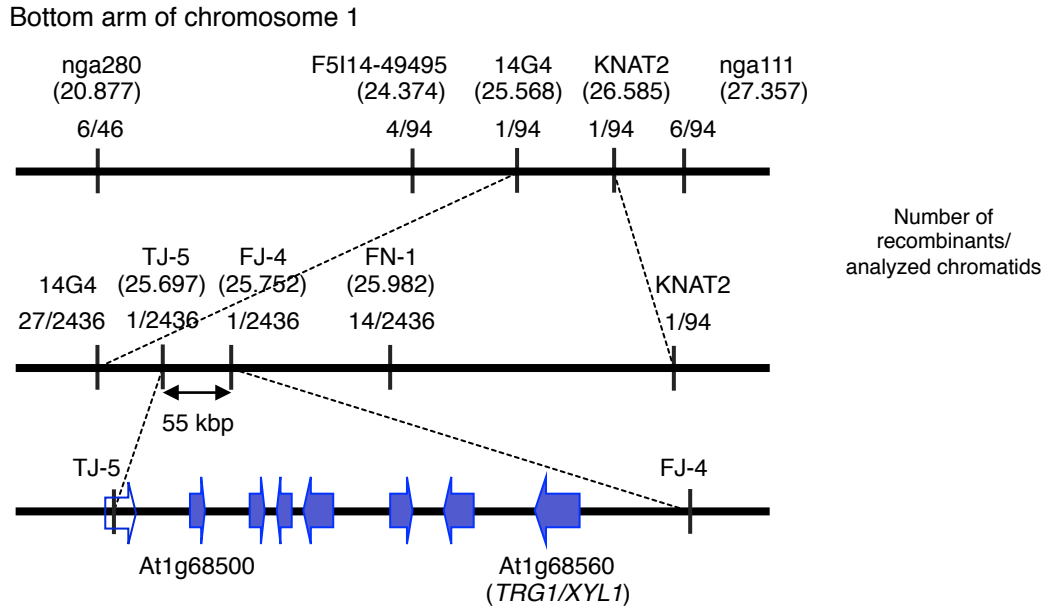 Bottom arm of chromosome 1
nga280 F5I14-49495 14G4 KNAT2 nga111
(20.877) (24.374) (25.568) (26.585) (27.357)
6/46 4/94 1/94 1/94 6/94
Number of
recombinants/
analyzed chromatids
TJ-5 FJ-4 FN-1
14G4 (25.697) (25.752) (25.982) KNAT2
27/2436 1/2436 1/2436 14/2436 1/94
55 kbp
TJ-5 FJ-4
At1g68500 At1g68560
(TRG1/XYL1)